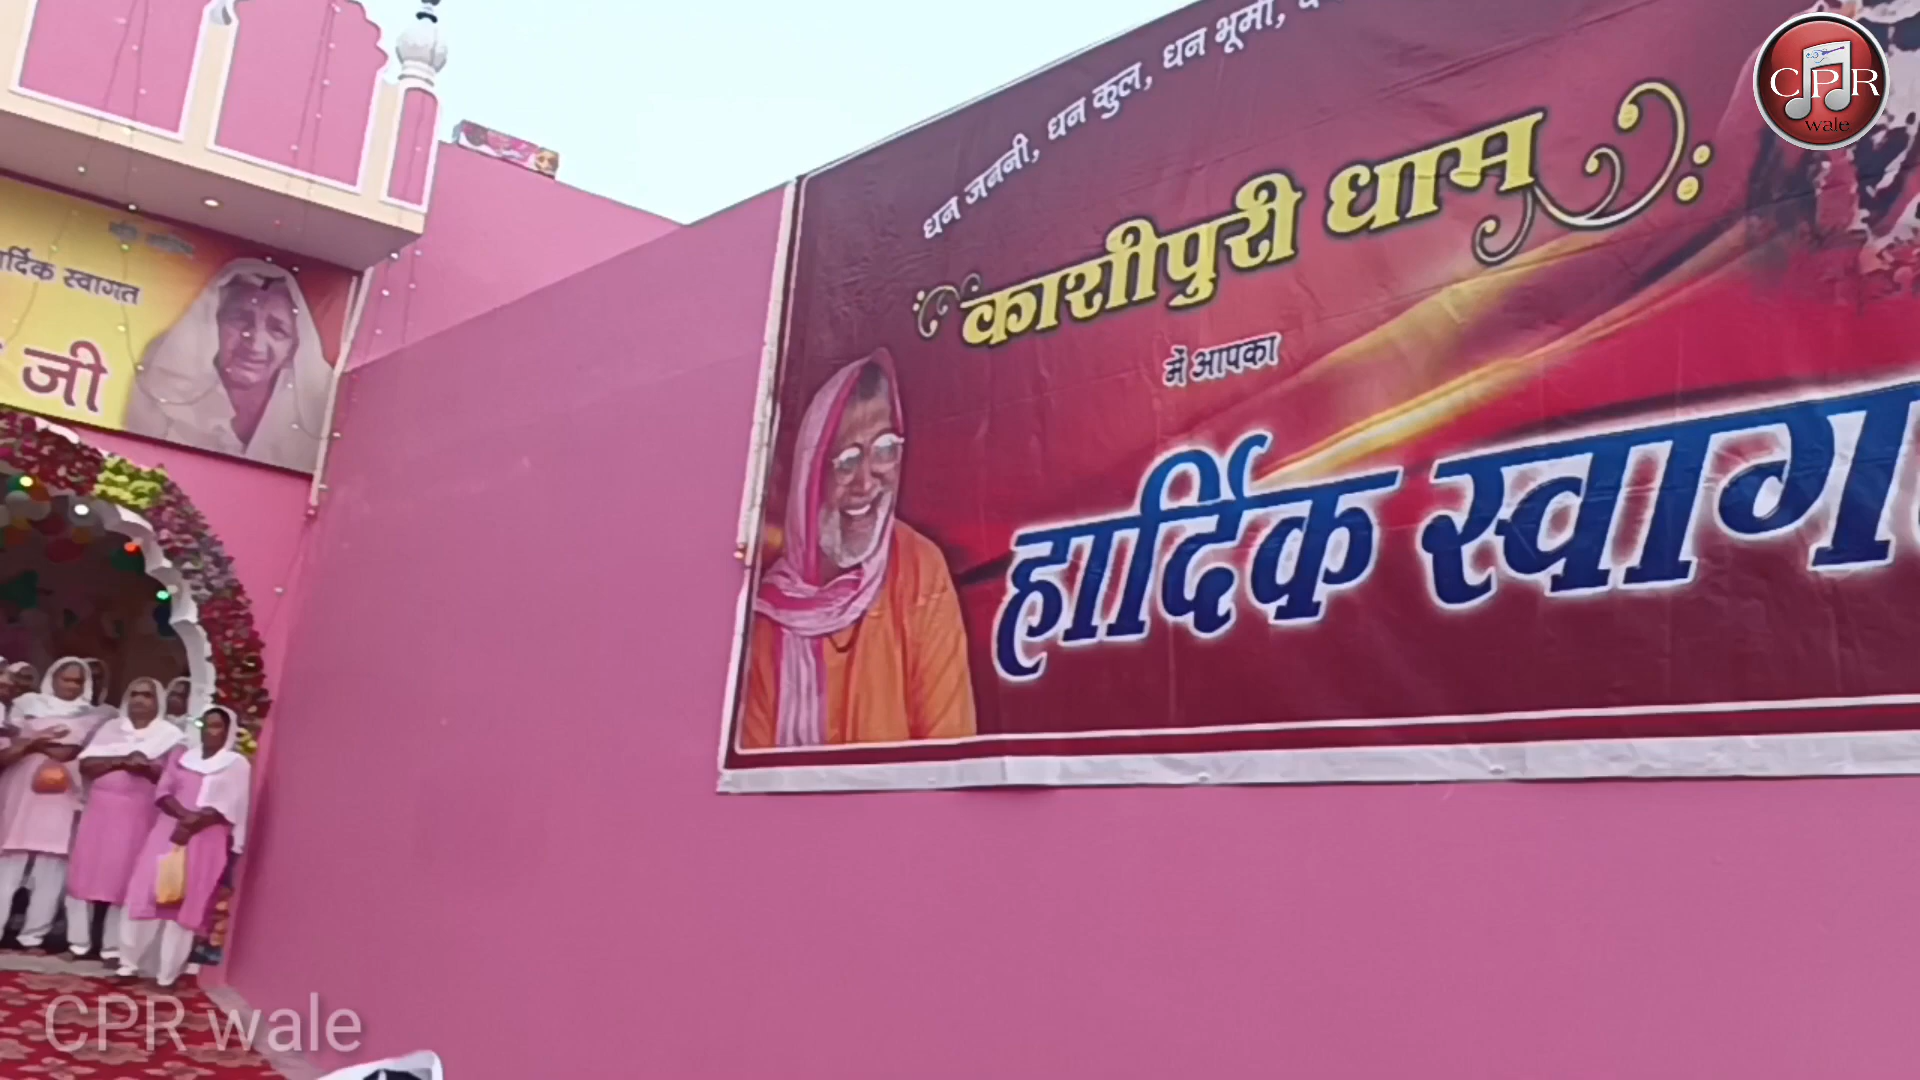 धन जननी, धन कुल, धन भूमी,
काशीपुरी धाम
में आपका
हार्दिक स्वाग
र्दिक स्वागत
जी
CPR
wale
CPR wale